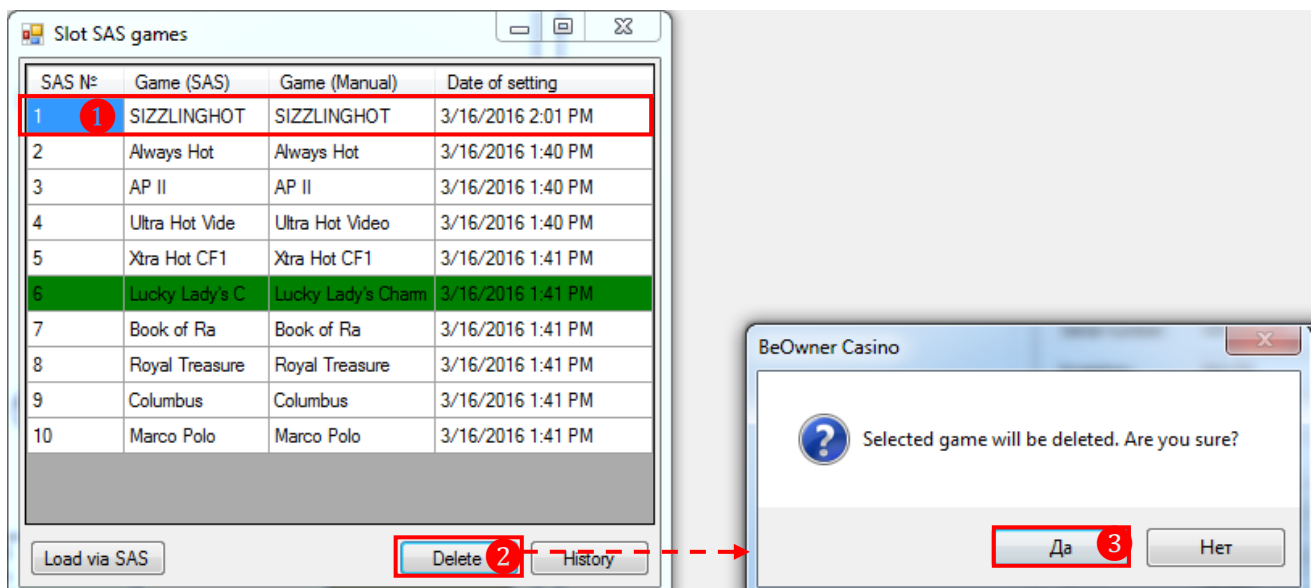 Slot SAS games
SAS № Game (SAS) Game (Manual) Date of setting
1 1 SIZZLINGHOT SIZZLINGHOT 3/16/2016 2:01 PM
2 Always Hot Always Hot 3/16/2016 1:40 PM
3 AP II AP II 3/16/2016 1:40 PM
4 Ultra Hot Vide Ultra Hot Video 3/16/2016 1:40 PM
5 Xtra Hot CF1 Xtra Hot CF1 3/16/2016 1:41 PM
6 Lucky Lady's C Lucky Lady's Charm 3/16/2016 1:41 PM
7 Book of Ra Book of Ra 3/16/2016 1:41 PM
8 Royal Treasure Royal Treasure 3/16/2016 1:41 PM
9 Columbus Columbus 3/16/2016 1:41 PM
10 Marco Polo Marco Polo 3/16/2016 1:41 PM
Load via SAS Delete 2 History
BeOwner Casino
Selected game will be deleted. Are you sure?
Да 3 Нет